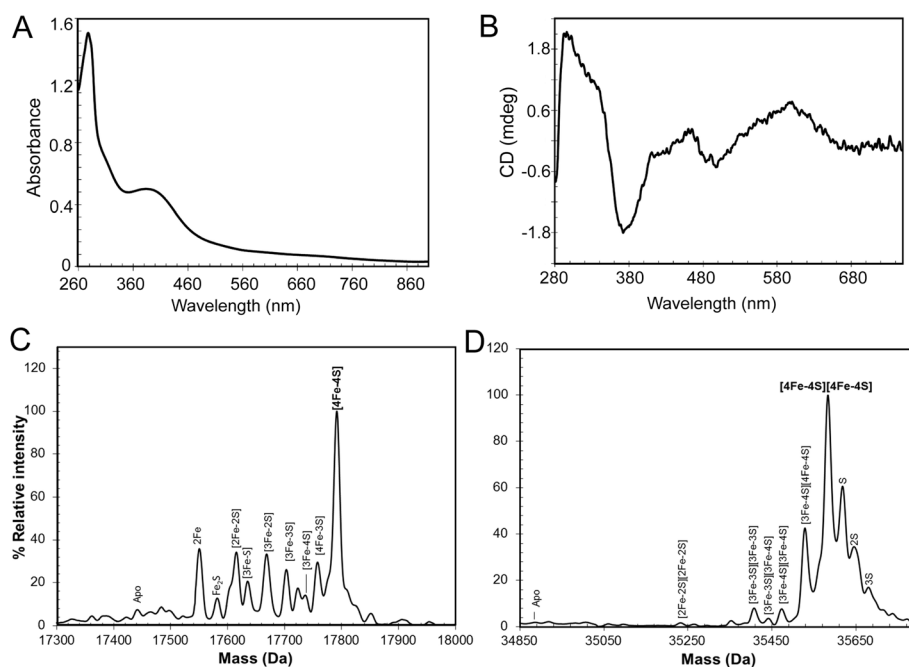 A
Absorbance
1.6
1.2
0.8
0.4
0
260 360 460 560 660 760 860
Wavelength (nm)
B
CD (mdeg)
1.8
0.6
-0.6
-1.8
280 380 480 580 680
Wavelength (nm)
C
% Relative intensity
120
100
80
60
40
20
0
17300 17400 17500 17600 17700 17800 17900 18000
Mass (Da)
Apo
2Fe
Fe2S
[2Fe-2S]
[3Fe-S]
[3Fe-2S]
[3Fe-3S]
[3Fe-4S]
[4Fe-3S]
[4Fe-4S]
D
120
100
80
60
40
20
0
34850 35050 35250 35450 35650
Mass (Da)
Apo
[2Fe-2S][2Fe-2S]
[3Fe-3S][3Fe-3S]
[3Fe-3S][3Fe-4S]
[3Fe-4S][3Fe-4S]
[3Fe-4S][4Fe-4S]
[4Fe-4S][4Fe-4S]
S
2S
3S